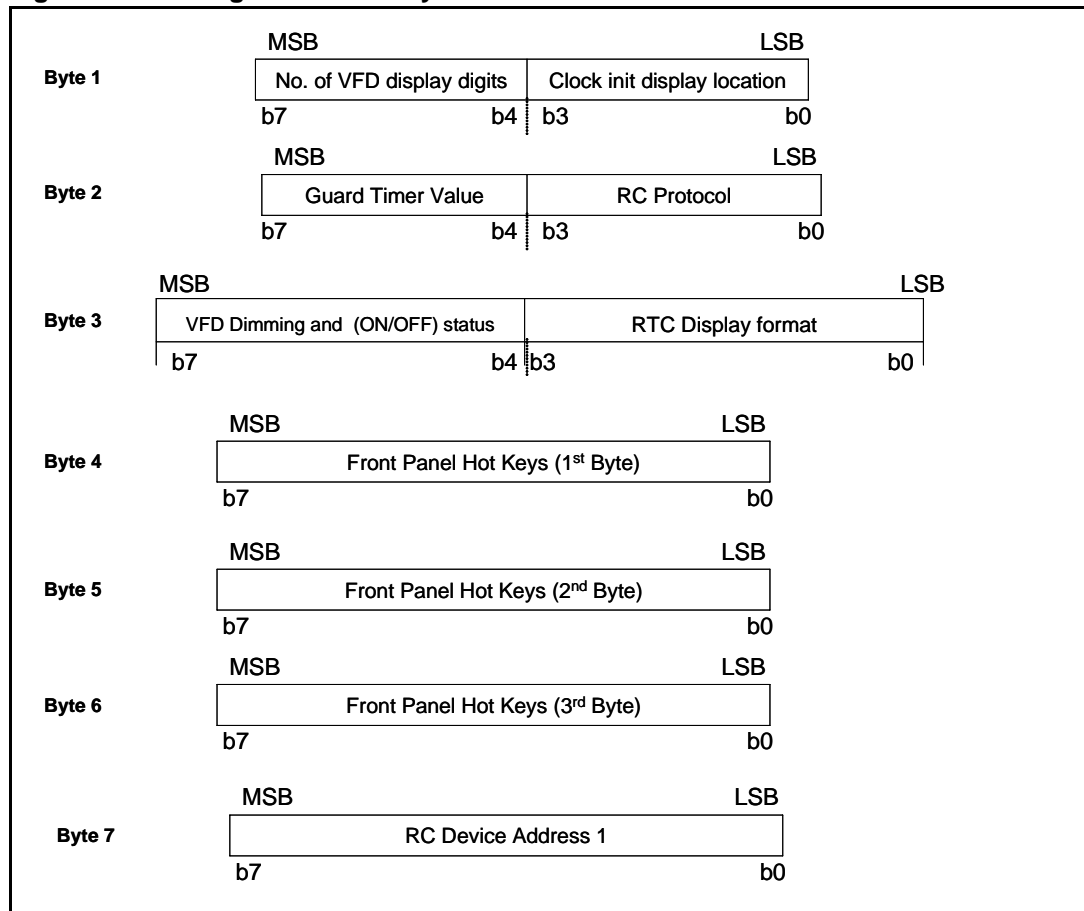 MSB LSB
Byte 1 No. of VFD display digits Clock init display location
b7 b4 b3 b0
MSB LSB
Byte 2 Guard Timer Value RC Protocol
b7 b4 b3 b0
MSB LSB
Byte 3 VFD Dimming and (ON/OFF) status RTC Display format
b7 b4 b3 b0
MSB LSB
Byte 4 Front Panel Hot Keys (1st Byte)
b7 b0
MSB LSB
Byte 5 Front Panel Hot Keys (2nd Byte)
b7 b0
MSB LSB
Byte 6 Front Panel Hot Keys (3rd Byte)
b7 b0
MSB LSB
Byte 7 RC Device Address 1
b7 b0